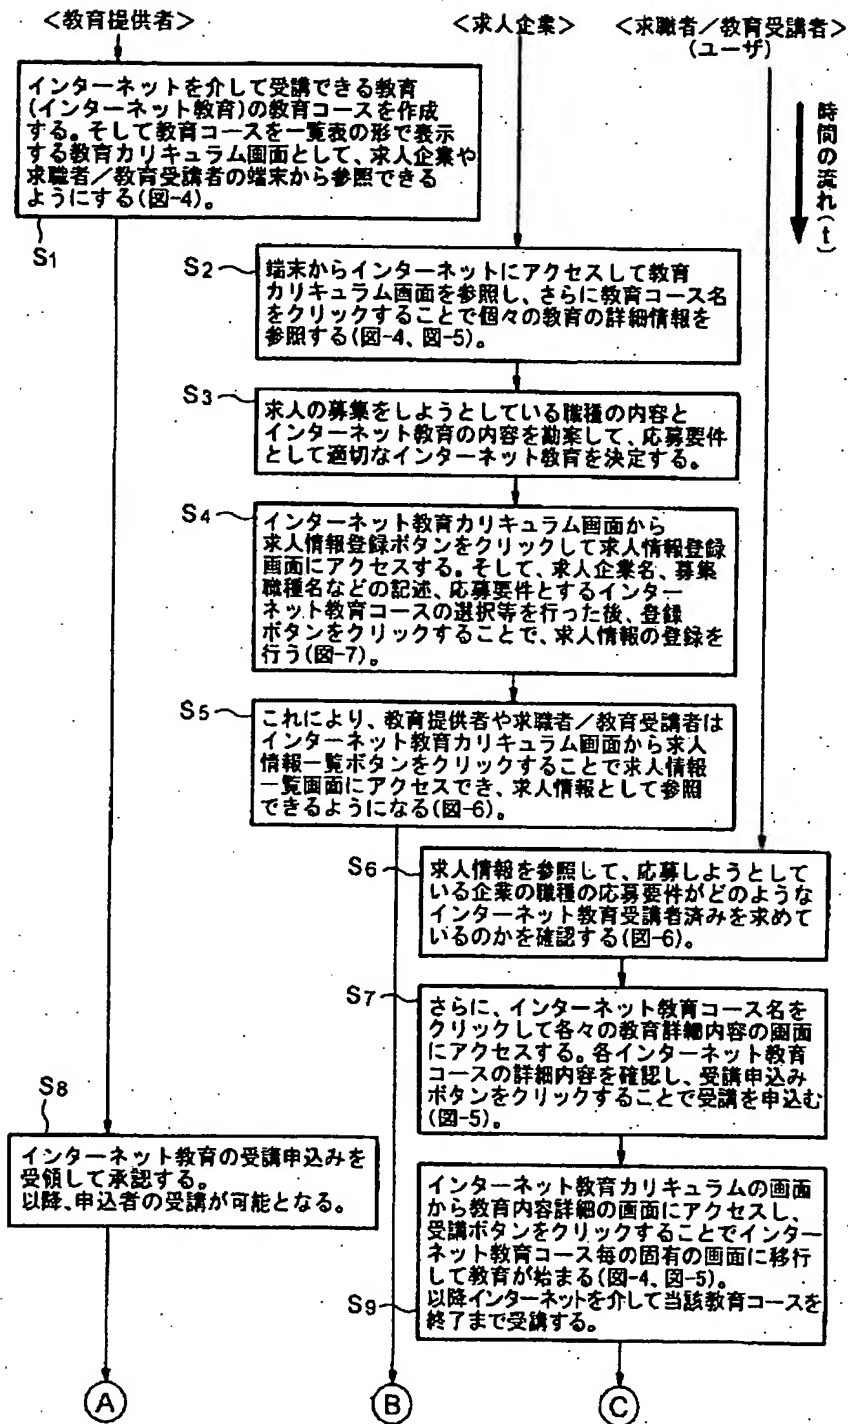 <教育提供者>
<求人企業>
<求職者/教育受講者>
(ユーザ)
時間の流れ(t)
インターネットを介して受講できる教育
(インターネット教育)の教育コースを作成
する。そして教育コースを一覧表の形で表示
する教育カリキュラム画面として、求人企業や
求職者/教育受講者の端末から参照できる
ようにする(図-4)。
S1
S2
端末からインターネットにアクセスして教育
カリキュラム画面を参照し、さらに教育コース名
をクリックすることで個々の教育の詳細情報を
参照する(図-4、図-5)。
S3
求人の募集をしようとしている職種の内容と
インターネット教育の内容を勘案して、応募要件
として適切なインターネット教育を決定する。
S4
インターネット教育カリキュラム画面から
求人情報登録ボタンをクリックして求人情報登録
画面にアクセスする。そして、求人企業名、募集
職種名などの記述、応募要件とするインター
ネット教育コースの選択等を行った後、登録
ボタンをクリックすることで、求人情報の登録を
行う(図-7)。
S5
これにより、教育提供者や求職者/教育受講者は
インターネット教育カリキュラム画面から求人
情報一覧ボタンをクリックすることで求人情報
一覧画面にアクセスでき、求人情報として参照
できるようになる(図-6)。
S6
求人情報を参照して、応募しようとして
いる企業の職種の応募要件がどのような
インターネット教育受講者済みを求めて
いるのかを確認する(図-6)。
S7
さらに、インターネット教育コース名を
クリックして各々の教育詳細内容の画面
にアクセスする。各インターネット教育
コースの詳細内容を確認し、受講申込み
ボタンをクリックすることで受講を申込む
(図-5)。
S8
インターネット教育の受講申込みを
受領して承認する。
以降、申込者の受講が可能となる。
インターネット教育カリキュラムの画面
から教育内容詳細の画面にアクセスし、
受講ボタンをクリックすることでインター
ネット教育コース毎の固有の画面に移行
して教育が始まる(図-4、図-5)。
以降インターネットを介して当該教育コースを
終了まで受講する。
S9
A
B
C